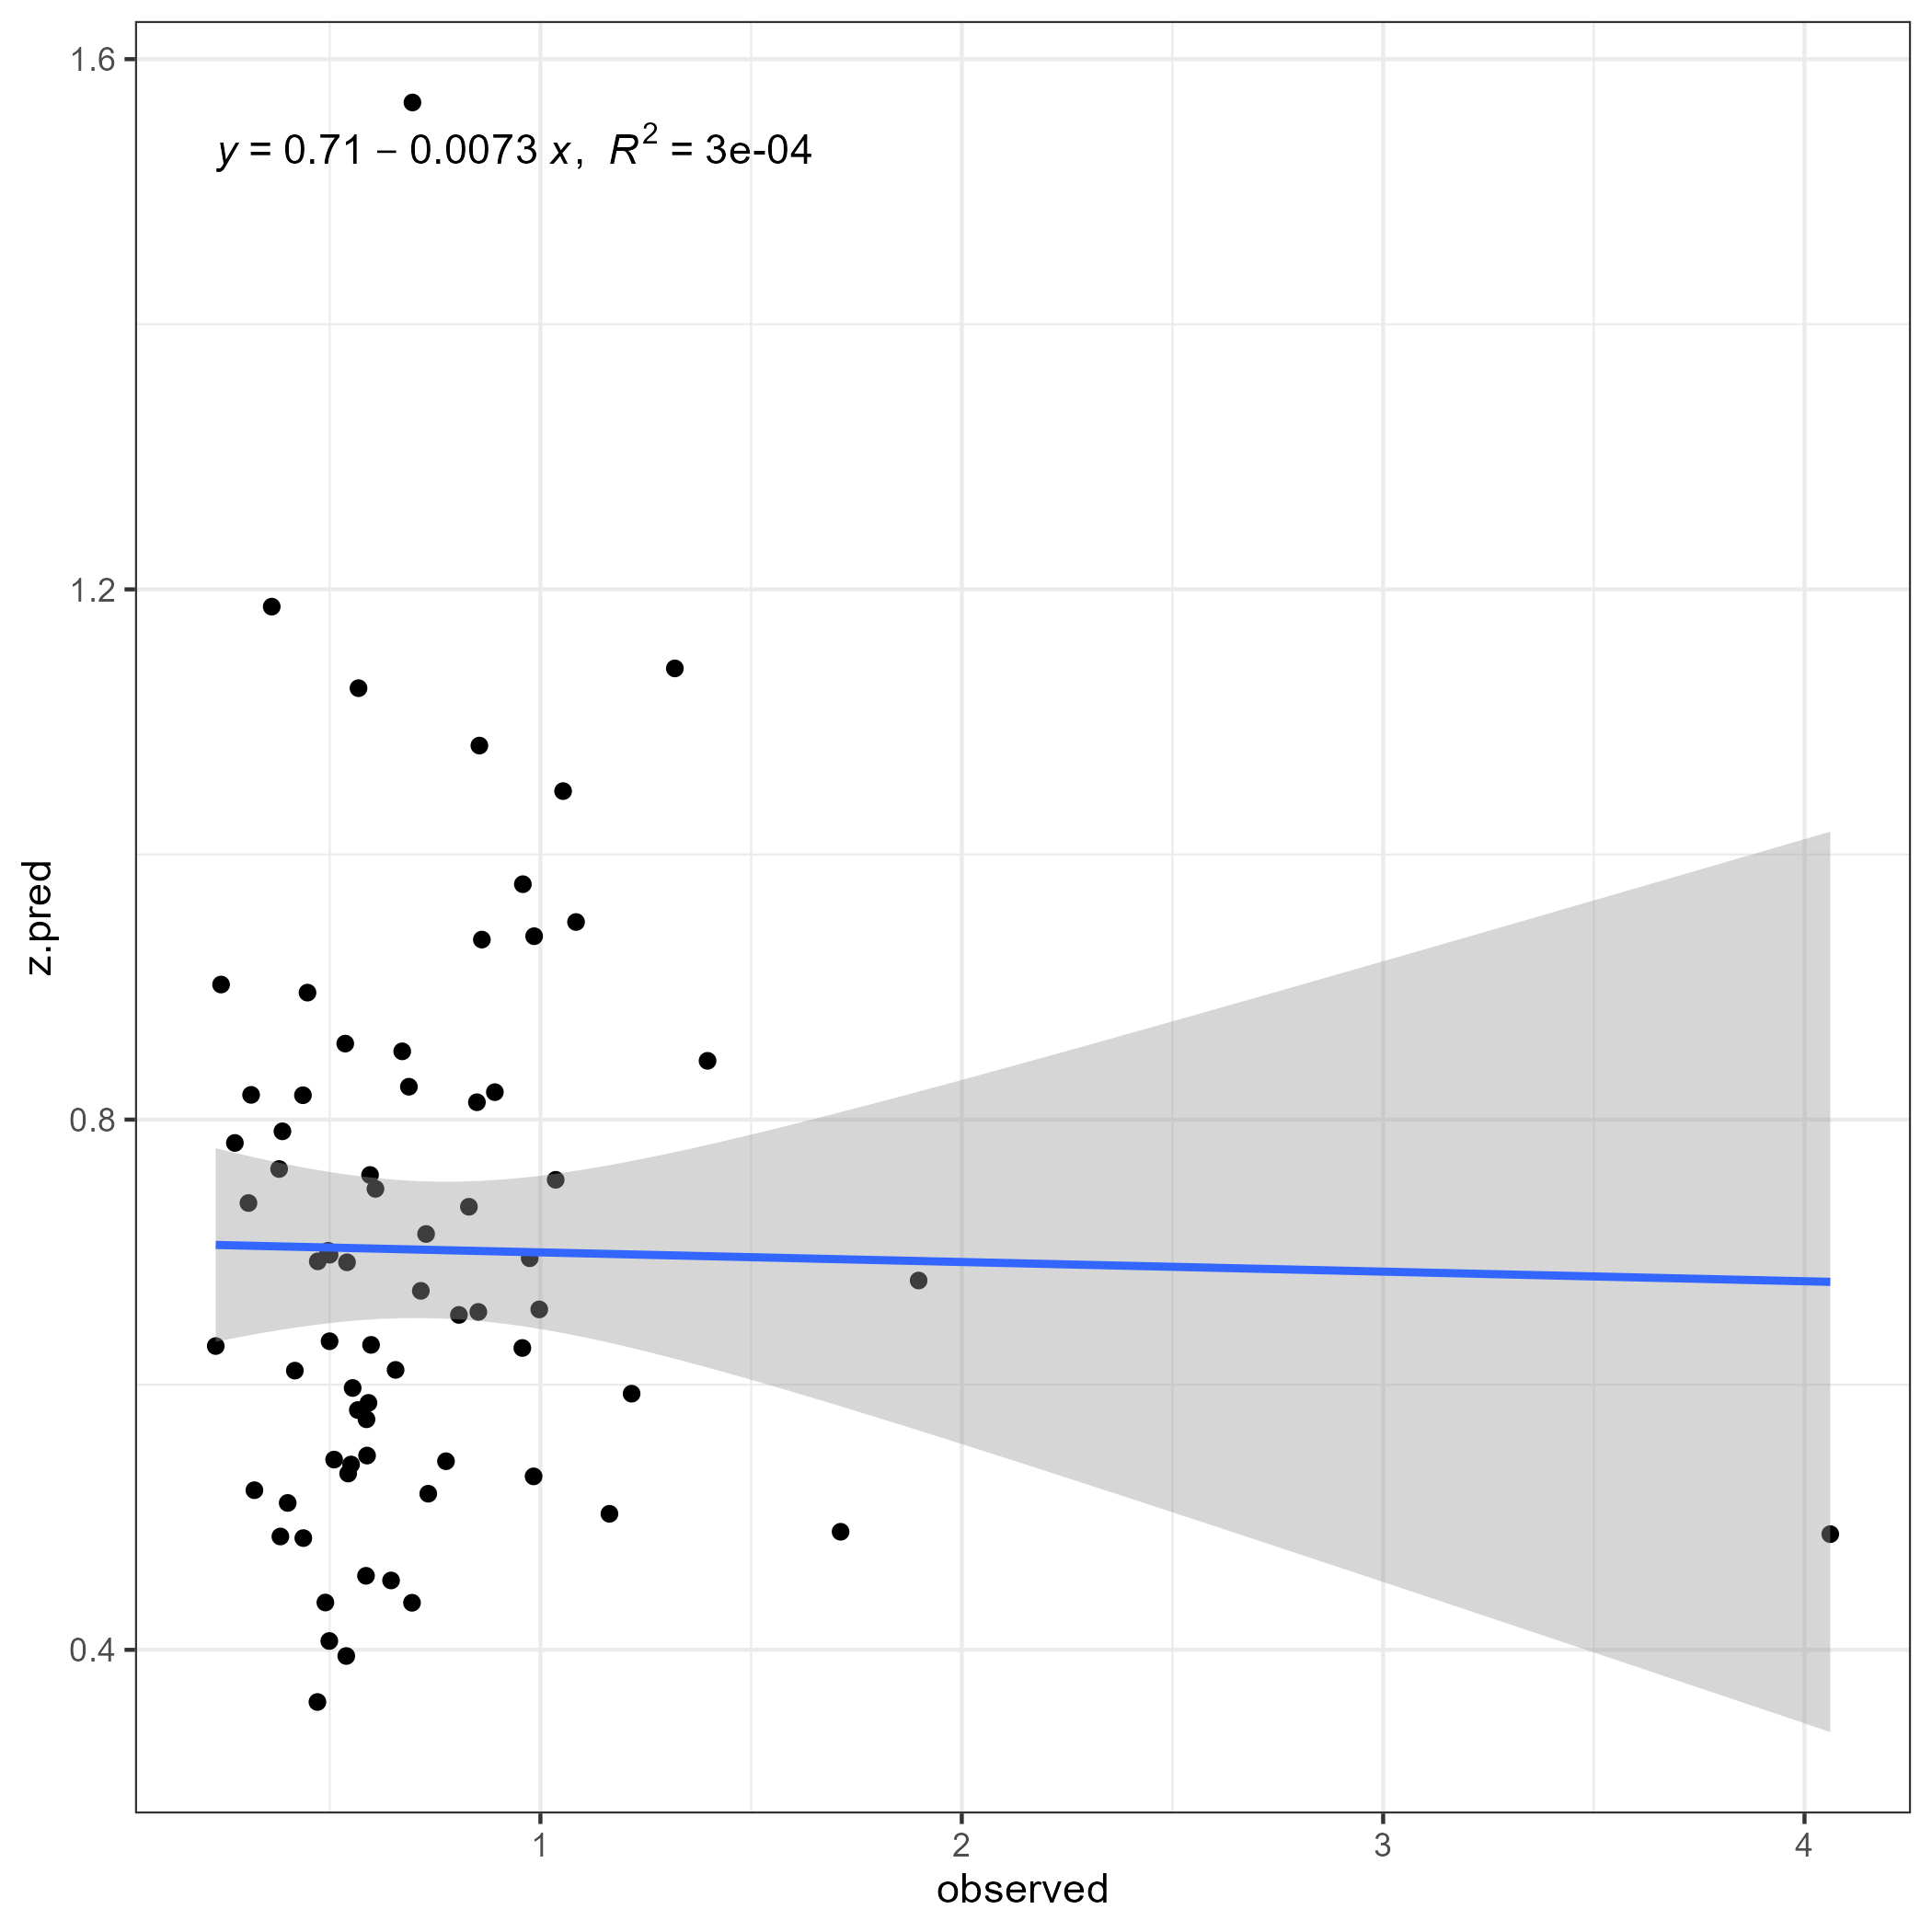 1.6
y = 0.71 – 0.0073 x, R² = 3e-04
1.2
z.pred
0.8
0.4
1 2 3 4
observed